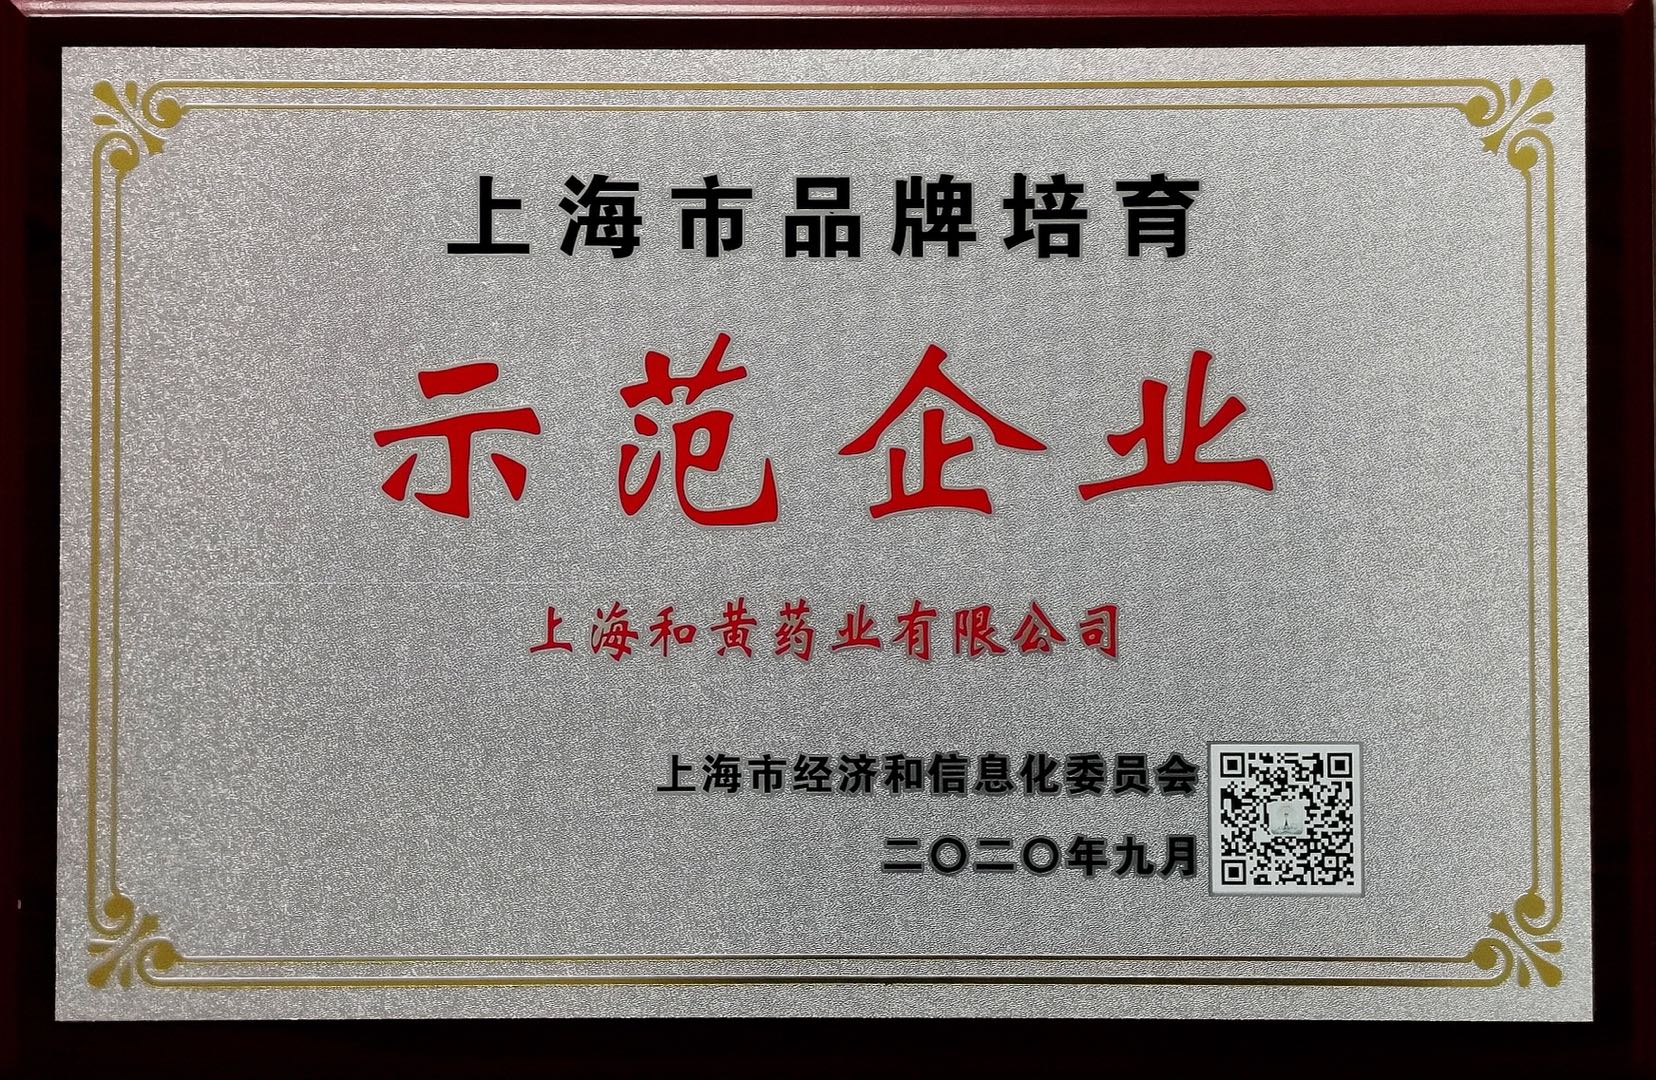 上海市品牌培育
示范企业
上海和黄药业有限公司
上海市经济和信息化委员会
二〇二〇年九月